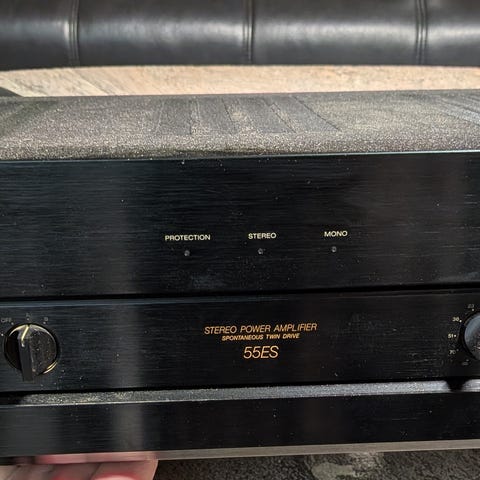 PROTECTION STEREO MONO
OFF A B
STEREO POWER AMPLIFIER
SPONTANEOUS TWIN DRIVE
55ES